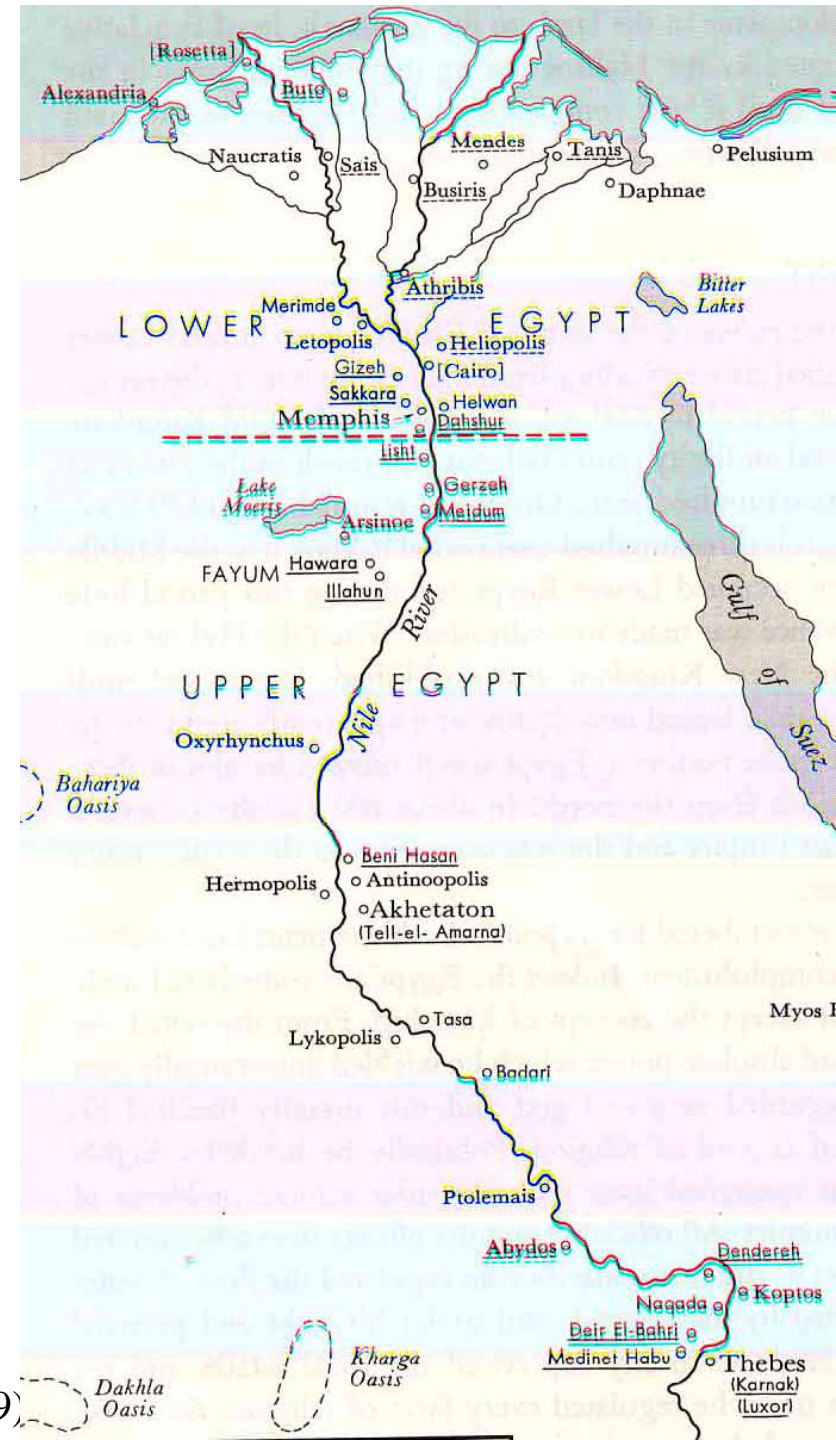 [Rosetta]
Alexandria
Buto
Naucratis
Sais
Mendes
Tanis
Pelusium
Busiris
Daphnae
Athribis
Bitter
Lakes
Merimde
LOWER EGYPT
Letopolis
Heliopolis
Gizeh
[Cairo]
Sakkara
Helwan
Memphis
Dahshur
Lisht
Lake
Moeris
Gerzeh
Arsinoe
Meidum
FAYUM
Hawara
Illahun
Nile River
Gulf of Suez
UPPER EGYPT
Oxyrhynchus
Bahariya
Oasis
Beni Hasan
Hermopolis
Antinoopolis
Akhetaton
(Tell-el-Amarna)
Myos
Tasa
Lykopolis
Badari
Ptolemais
Abydos
Dendereh
Naqada
Koptos
Deir El-Bahri
Medinet Habu
Thebes
(Karnak)
(Luxor)
Kharga
Oasis
Dakhla
Oasis
9)